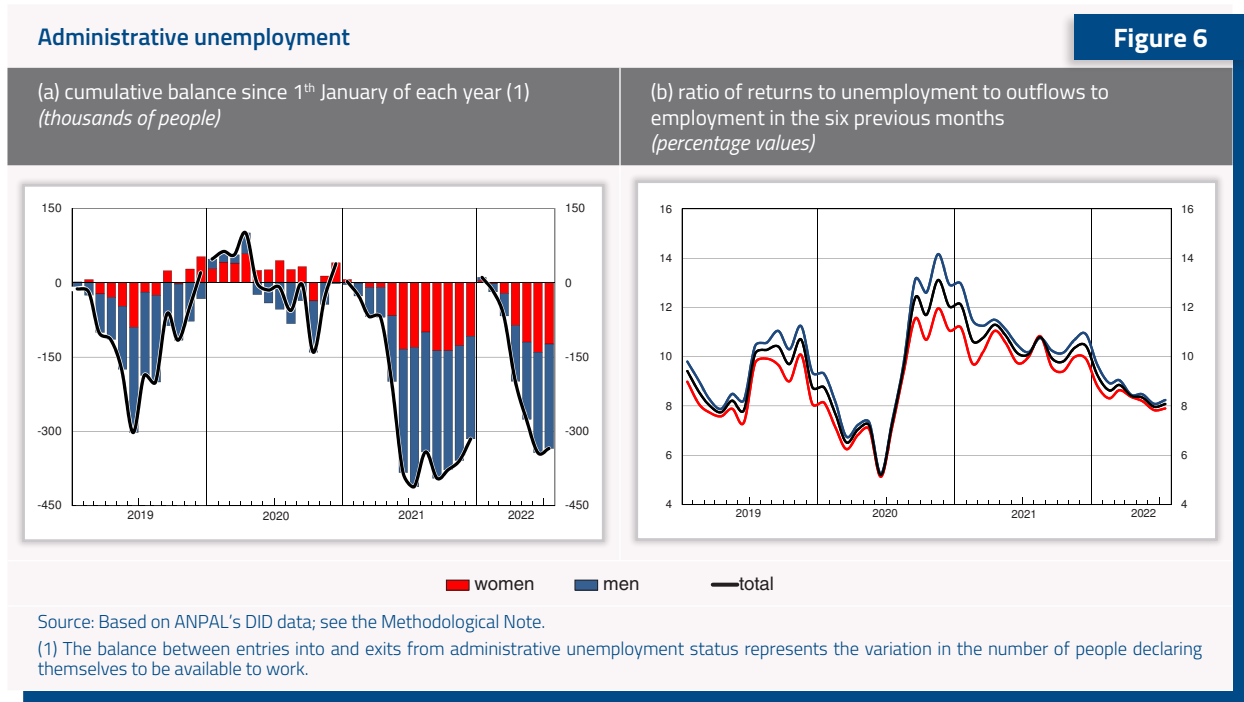 Administrative unemployment
Figure 6
(a) cumulative balance since 1th January of each year (1)
(thousands of people)
(b) ratio of returns to unemployment to outflows to
employment in the six previous months
(percentage values)
150
0
-150
-300
-450
150
0
-150
-300
-450
2019
2020
2021
2022
16
14
12
10
8
6
4
16
14
12
10
8
6
4
2019
2020
2021
2022
women
men
total
Source: Based on ANPAL's DID data; see the Methodological Note.
(1) The balance between entries into and exits from administrative unemployment status represents the variation in the number of people declaring
themselves to be available to work.